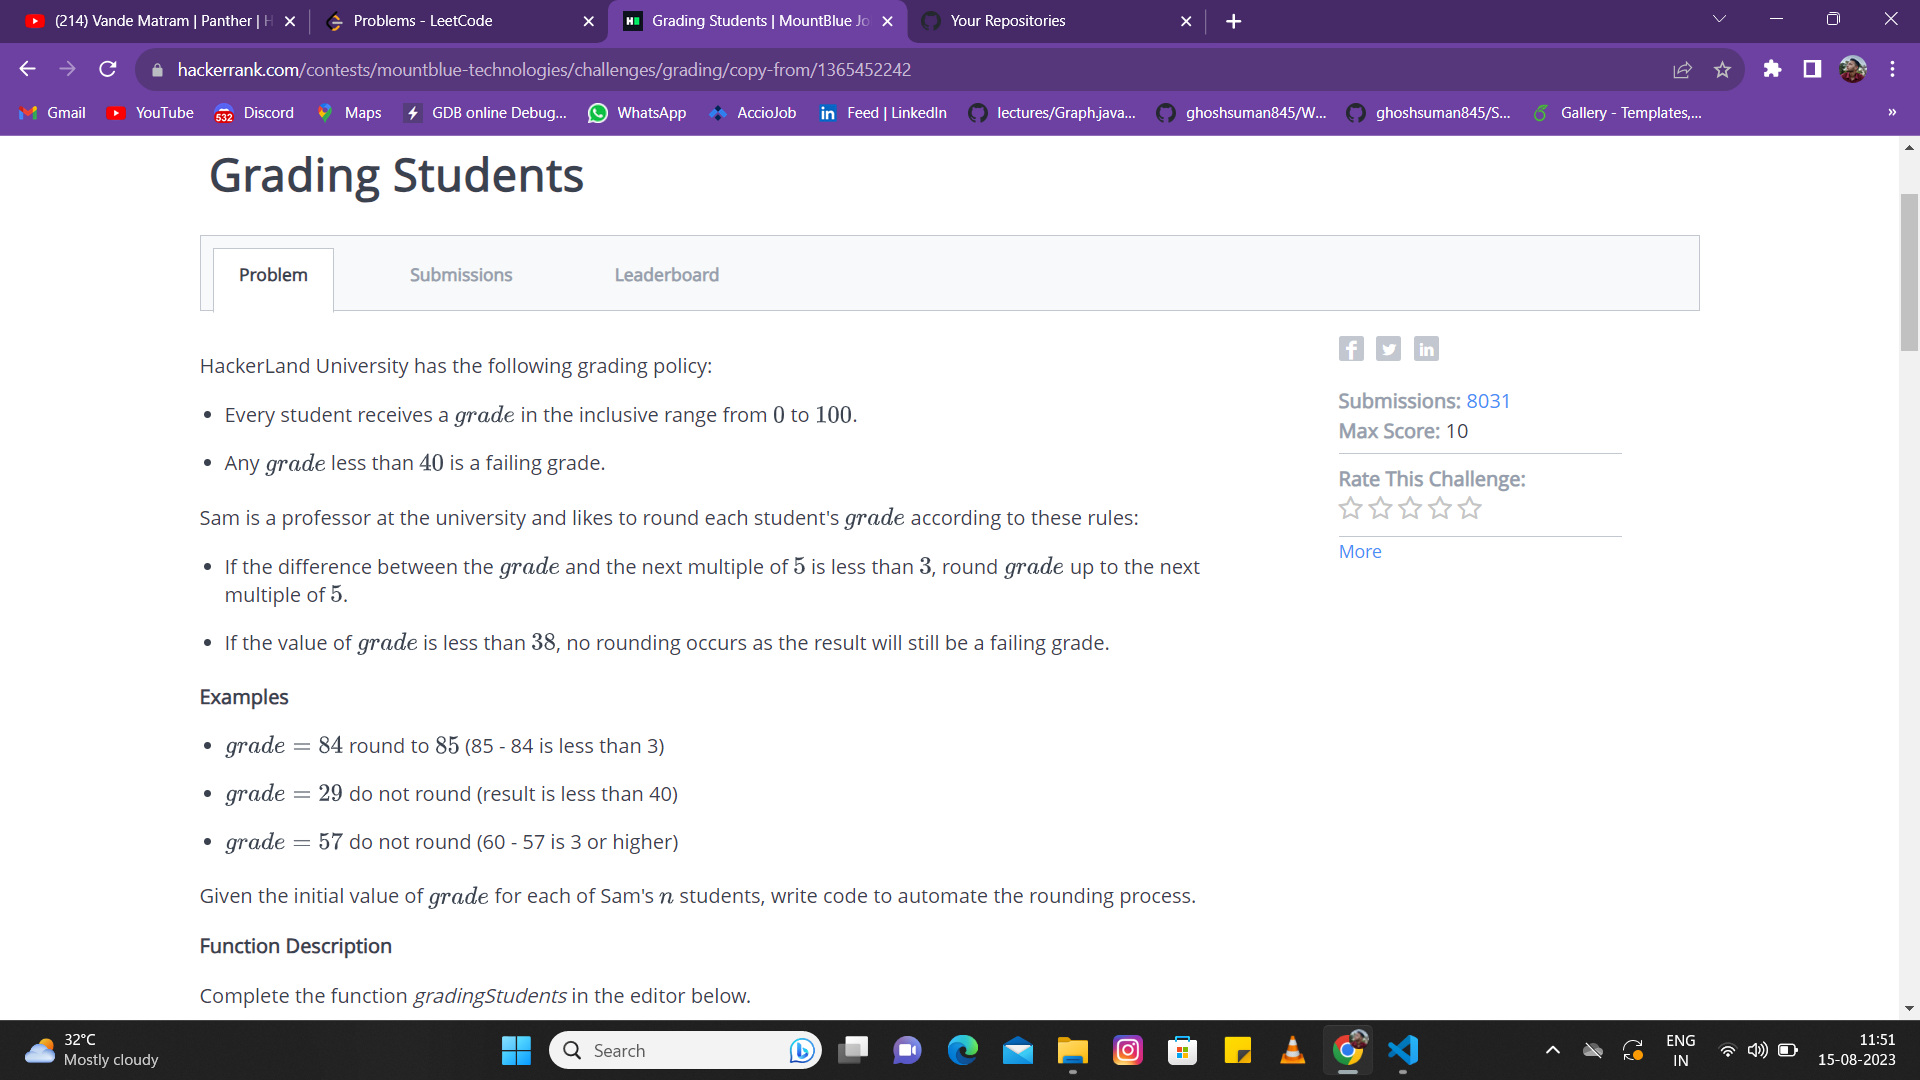 (214) Vande Matram | Panther | H
Problems - LeetCode
Grading Students | MountBlue Jo
Your Repositories
hackerrank.com/contests/mountblue-technologies/challenges/grading/copy-from/1365452242
Gmail
YouTube
532
Discord
Maps
GDB online Debug...
WhatsApp
AccioJob
Feed | LinkedIn
lectures/Graph.java...
ghoshsuman845/W...
ghoshsuman845/S...
Gallery - Templates,...
»
Grading Students
Problem
Submissions
Leaderboard
HackerLand University has the following grading policy:
• Every student receives a grade in the inclusive range from 0 to 100.
• Any grade less than 40 is a failing grade.
Sam is a professor at the university and likes to round each student's grade according to these rules:
• If the difference between the grade and the next multiple of 5 is less than 3, round grade up to the next
multiple of 5.
• If the value of grade is less than 38, no rounding occurs as the result will still be a failing grade.
Examples
• grade = 84 round to 85 (85 - 84 is less than 3)
• grade = 29 do not round (result is less than 40)
• grade = 57 do not round (60 - 57 is 3 or higher)
Given the initial value of grade for each of Sam's n students, write code to automate the rounding process.
Function Description
Complete the function gradingStudents in the editor below.
Submissions: 8031
Max Score: 10
Rate This Challenge:
More
32°C
Mostly cloudy
Search
ENG
IN
11:51
15-08-2023